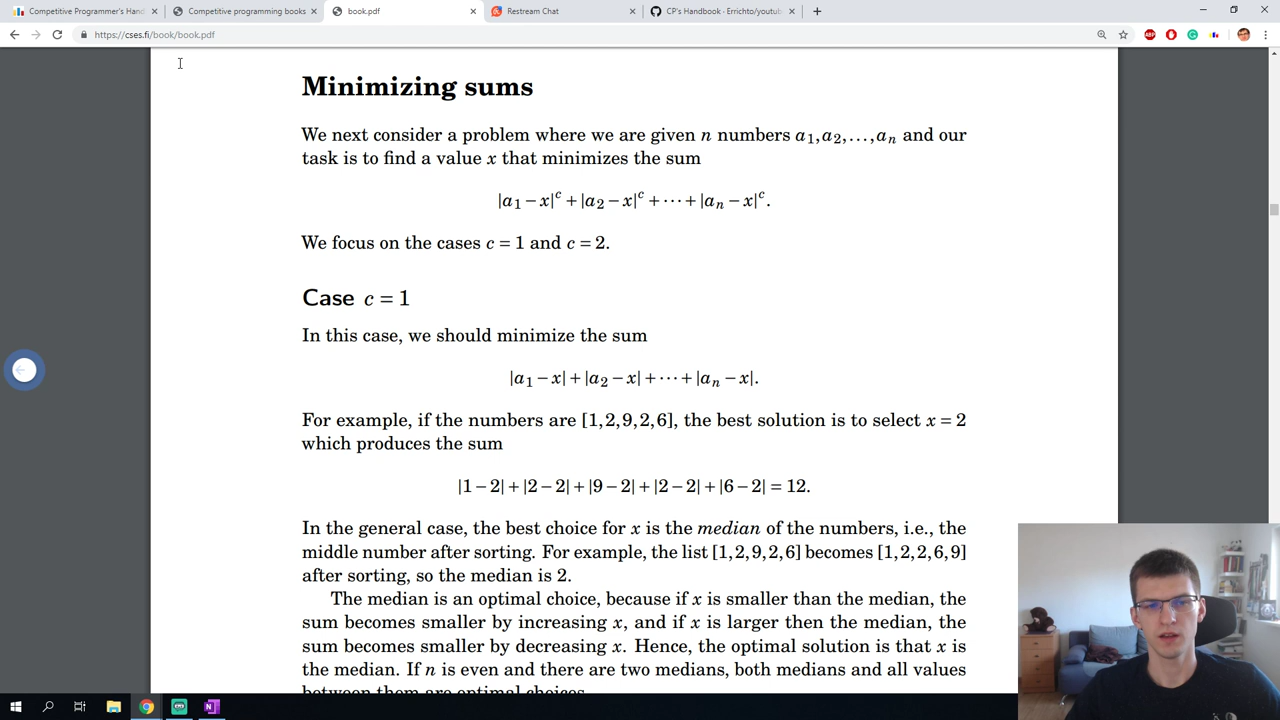 Competitive Programmer's Hand
Competitive programming books
book.pdf
Restream Chat
CP's Handbook - Errichto/youtub
https://cses.fi/book/book.pdf
Minimizing sums
We next consider a problem where we are given n numbers a₁,a₂,...,aₙ and our
task is to find a value x that minimizes the sum
|a₁ − x|ᶜ + |a₂ − x|ᶜ + ··· + |aₙ − x|ᶜ.
We focus on the cases c = 1 and c = 2.
Case c = 1
In this case, we should minimize the sum
|a₁ − x| + |a₂ − x| + ··· + |aₙ − x|.
For example, if the numbers are [1,2,9,2,6], the best solution is to select x = 2
which produces the sum
|1 − 2| + |2 − 2| + |9 − 2| + |2 − 2| + |6 − 2| = 12.
In the general case, the best choice for x is the median of the numbers, i.e., the
middle number after sorting. For example, the list [1,2,9,2,6] becomes [1,2,2,6,9]
after sorting, so the median is 2.
The median is an optimal choice, because if x is smaller than the median, the
sum becomes smaller by increasing x, and if x is larger then the median, the
sum becomes smaller by decreasing x. Hence, the optimal solution is that x is
the median. If n is even and there are two medians, both medians and all values
between them are optimal choices.